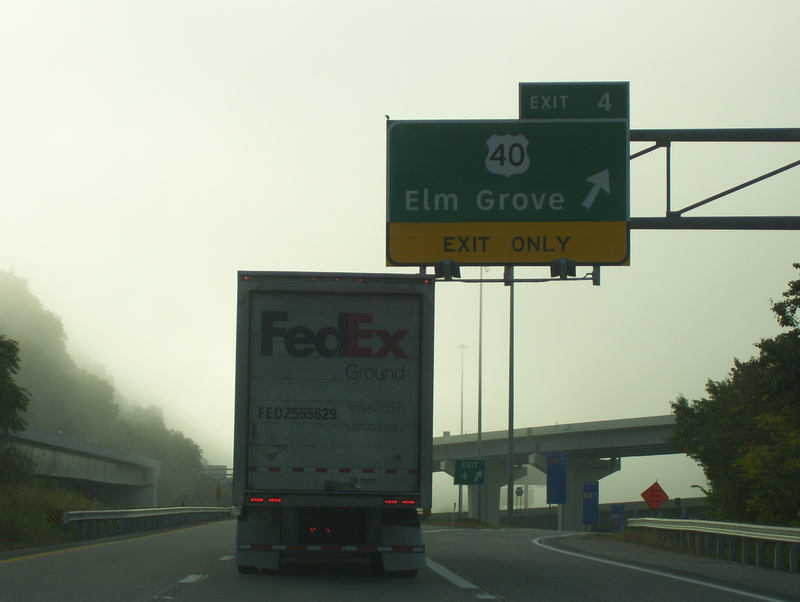 EXIT 4
40
Elm Grove
EXIT ONLY
FedEx
Ground
FEDZ555629
fedex.com
EXIT
4